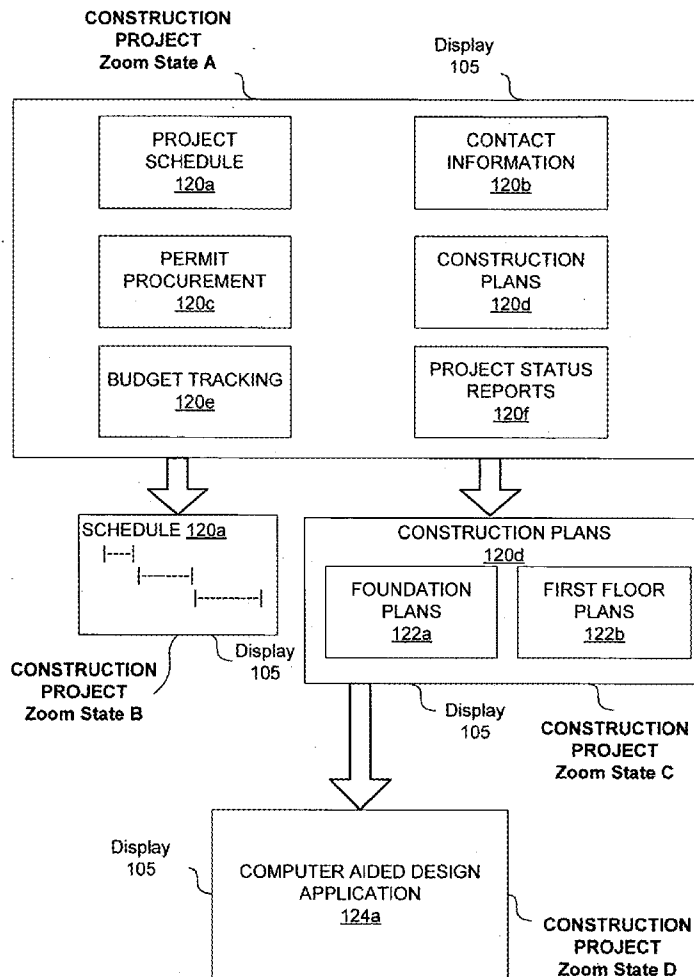 CONSTRUCTION
PROJECT
Zoom State A
Display
105
PROJECT
SCHEDULE
120a
CONTACT
INFORMATION
120b
PERMIT
PROCUREMENT
120c
CONSTRUCTION
PLANS
120d
BUDGET TRACKING
120e
PROJECT STATUS
REPORTS
120f
SCHEDULE 120a
CONSTRUCTION PLANS
120d
FOUNDATION
PLANS
122a
FIRST FLOOR
PLANS
122b
Display
105
CONSTRUCTION
PROJECT
Zoom State B
Display
105
CONSTRUCTION
PROJECT
Zoom State C
Display
105
COMPUTER AIDED DESIGN
APPLICATION
124a
CONSTRUCTION
PROJECT
Zoom State D